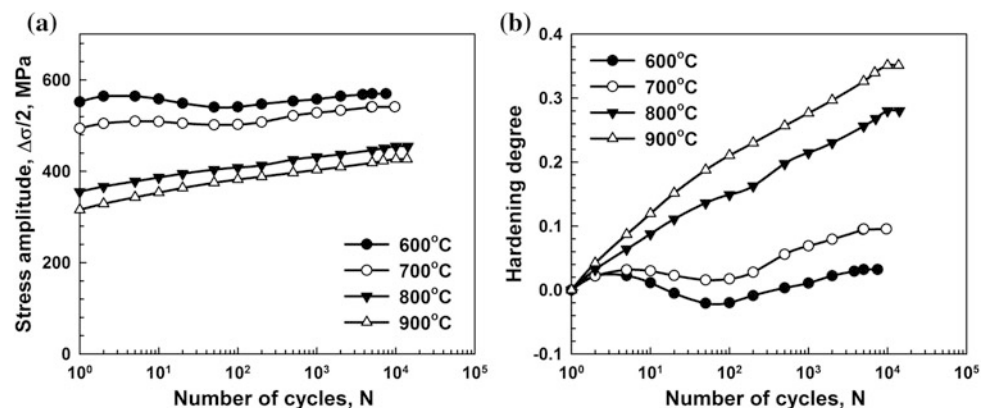 (a)
Stress amplitude, Δσ/2, MPa
600
400
200
0
600°C
700°C
800°C
900°C
10⁰ 10¹ 10² 10³ 10⁴ 10⁵
Number of cycles, N
(b)
Hardening degree
0.4
0.3
0.2
0.1
0.0
-0.1
600°C
700°C
800°C
900°C
10⁰ 10¹ 10² 10³ 10⁴ 10⁵
Number of cycles, N